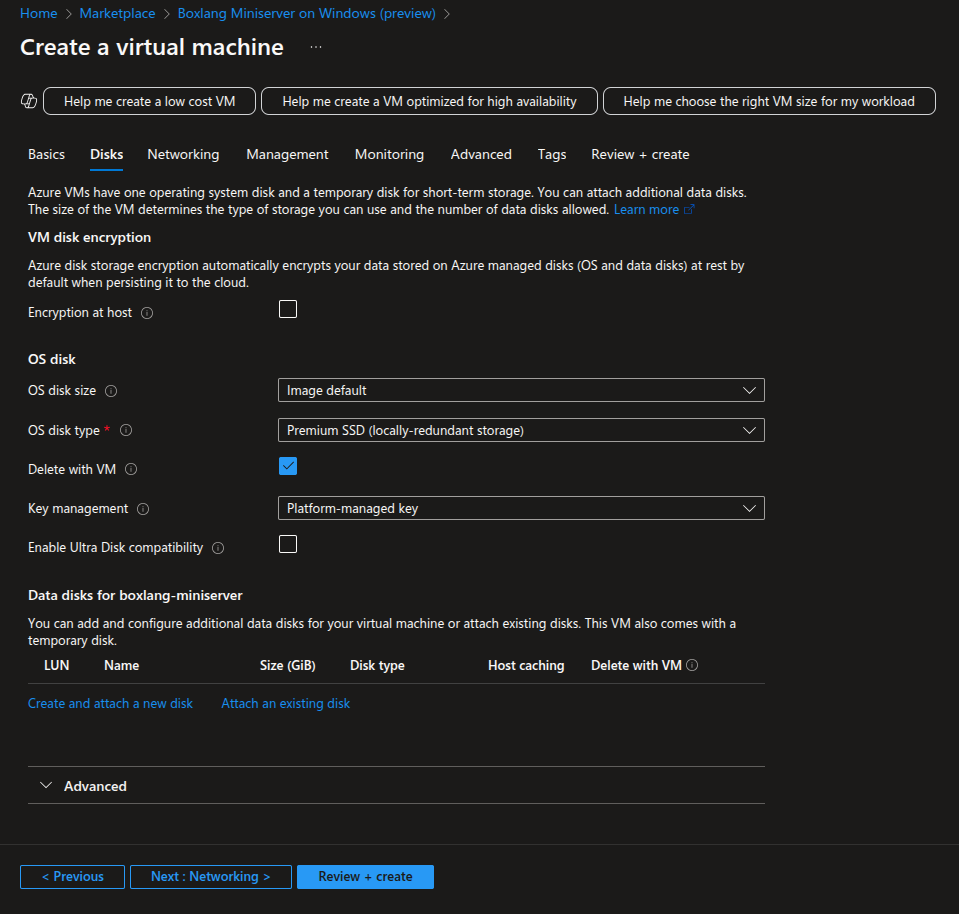 Home > Marketplace > Boxlang Miniserver on Windows (preview) >
Create a virtual machine ...
Help me create a low cost VM Help me create a VM optimized for high availability Help me choose the right VM size for my workload
Basics Disks Networking Management Monitoring Advanced Tags Review + create
Azure VMs have one operating system disk and a temporary disk for short-term storage. You can attach additional data disks.
The size of the VM determines the type of storage you can use and the number of data disks allowed. Learn more
VM disk encryption
Azure disk storage encryption automatically encrypts your data stored on Azure managed disks (OS and data disks) at rest by
default when persisting it to the cloud.
Encryption at host
OS disk
OS disk size Image default
OS disk type * Premium SSD (locally-redundant storage)
Delete with VM
Key management Platform-managed key
Enable Ultra Disk compatibility
Data disks for boxlang-miniserver
You can add and configure additional data disks for your virtual machine or attach existing disks. This VM also comes with a
temporary disk.
LUN Name Size (GiB) Disk type Host caching Delete with VM
Create and attach a new disk Attach an existing disk
Advanced
< Previous Next : Networking > Review + create